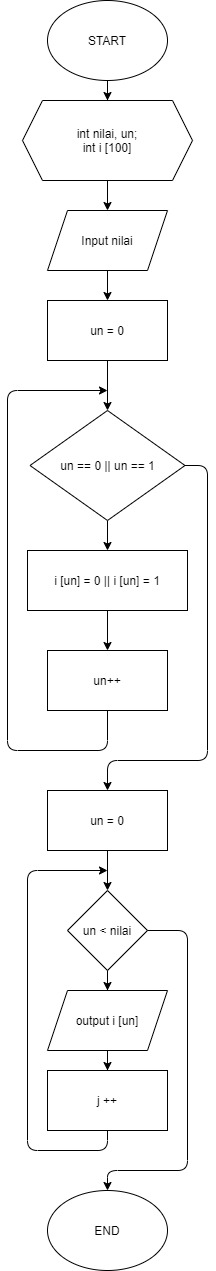 START
int nilai, un;
int i [100]
Input nilai
un = 0
un == 0 || un == 1
i [un] = 0 || i [un] = 1
un++
un = 0
un < nilai
output i [un]
j ++
END